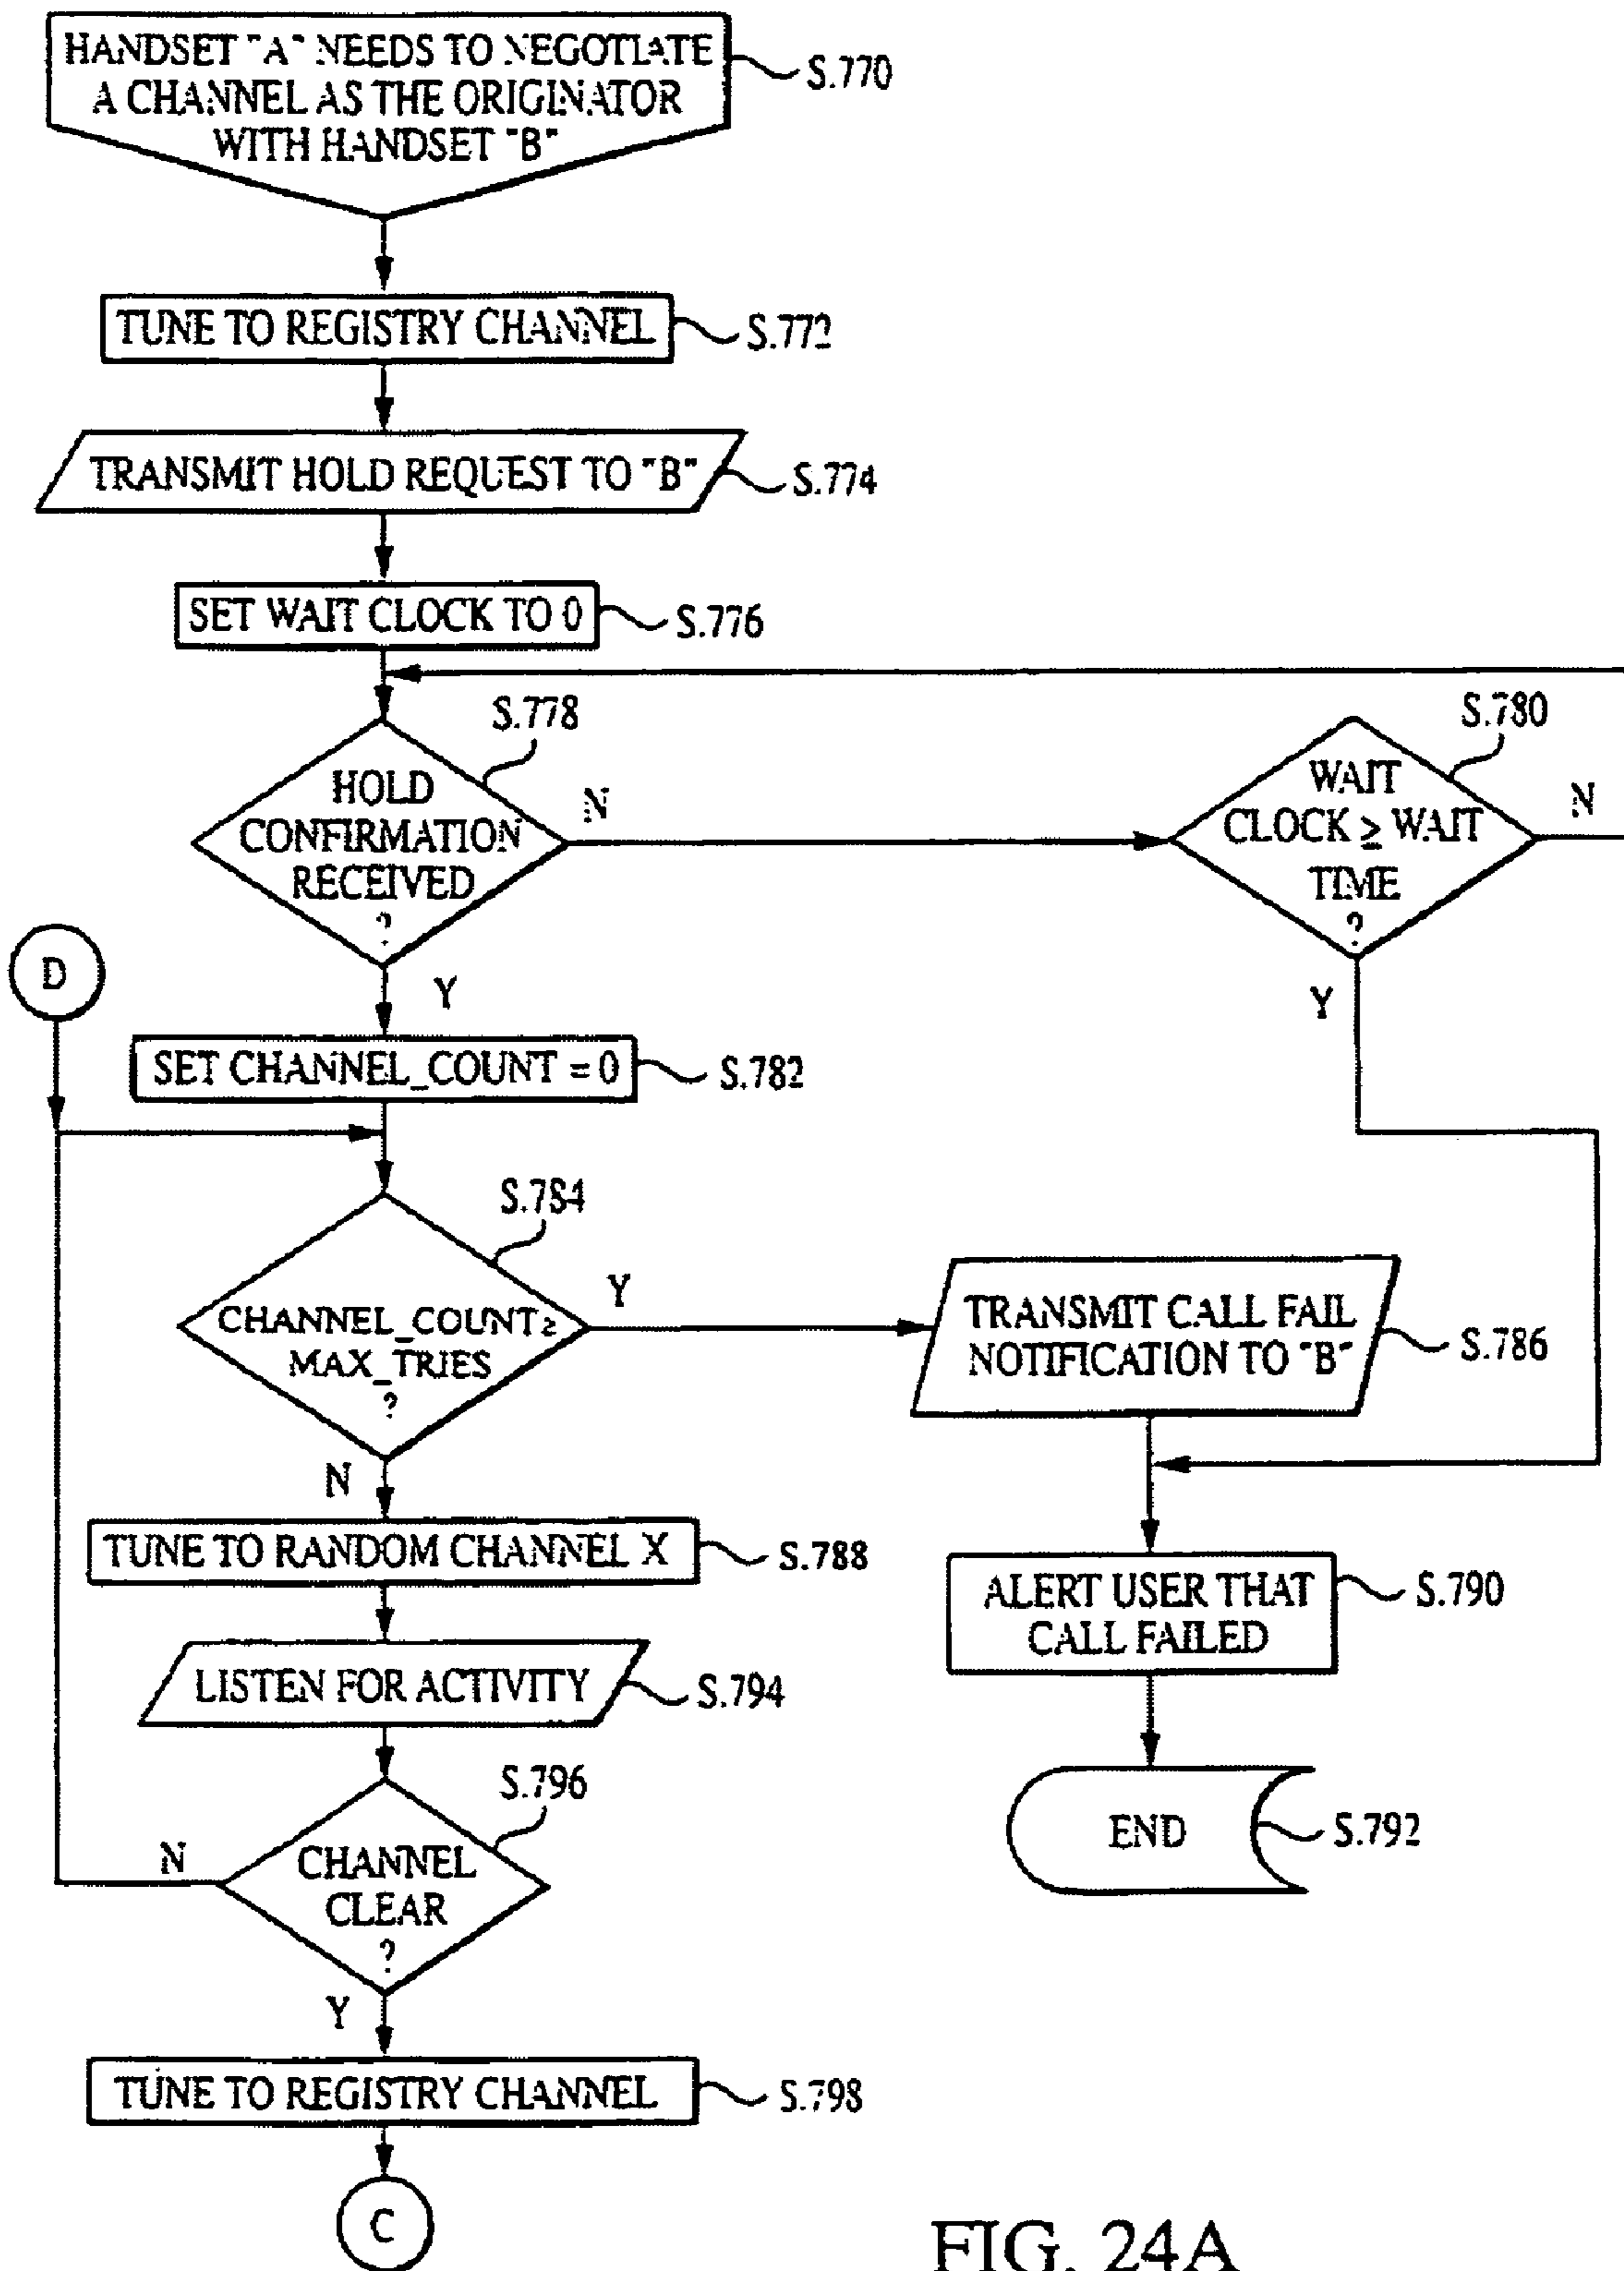 HANDSET "A" NEEDS TO NEGOTIATE
A CHANNEL AS THE ORIGINATOR
WITH HANDSET "B"
S.770
TUNE TO REGISTRY CHANNEL
S.772
TRANSMIT HOLD REQUEST TO "B"
S.774
SET WAIT CLOCK TO 0
S.776
S.778
HOLD
CONFIRMATION
RECEIVED
?
N
Y
S.780
WAIT
CLOCK ≥ WAIT
TIME
?
N
Y
D
SET CHANNEL_COUNT = 0
S.782
S.784
CHANNEL_COUNT ≥
MAX_TRIES
?
Y
N
TRANSMIT CALL FAIL
NOTIFICATION TO "B"
S.786
TUNE TO RANDOM CHANNEL X
S.788
ALERT USER THAT
CALL FAILED
S.790
LISTEN FOR ACTIVITY
S.794
S.796
CHANNEL
CLEAR
?
N
Y
END
S.792
TUNE TO REGISTRY CHANNEL
S.798
C
FIG. 24A